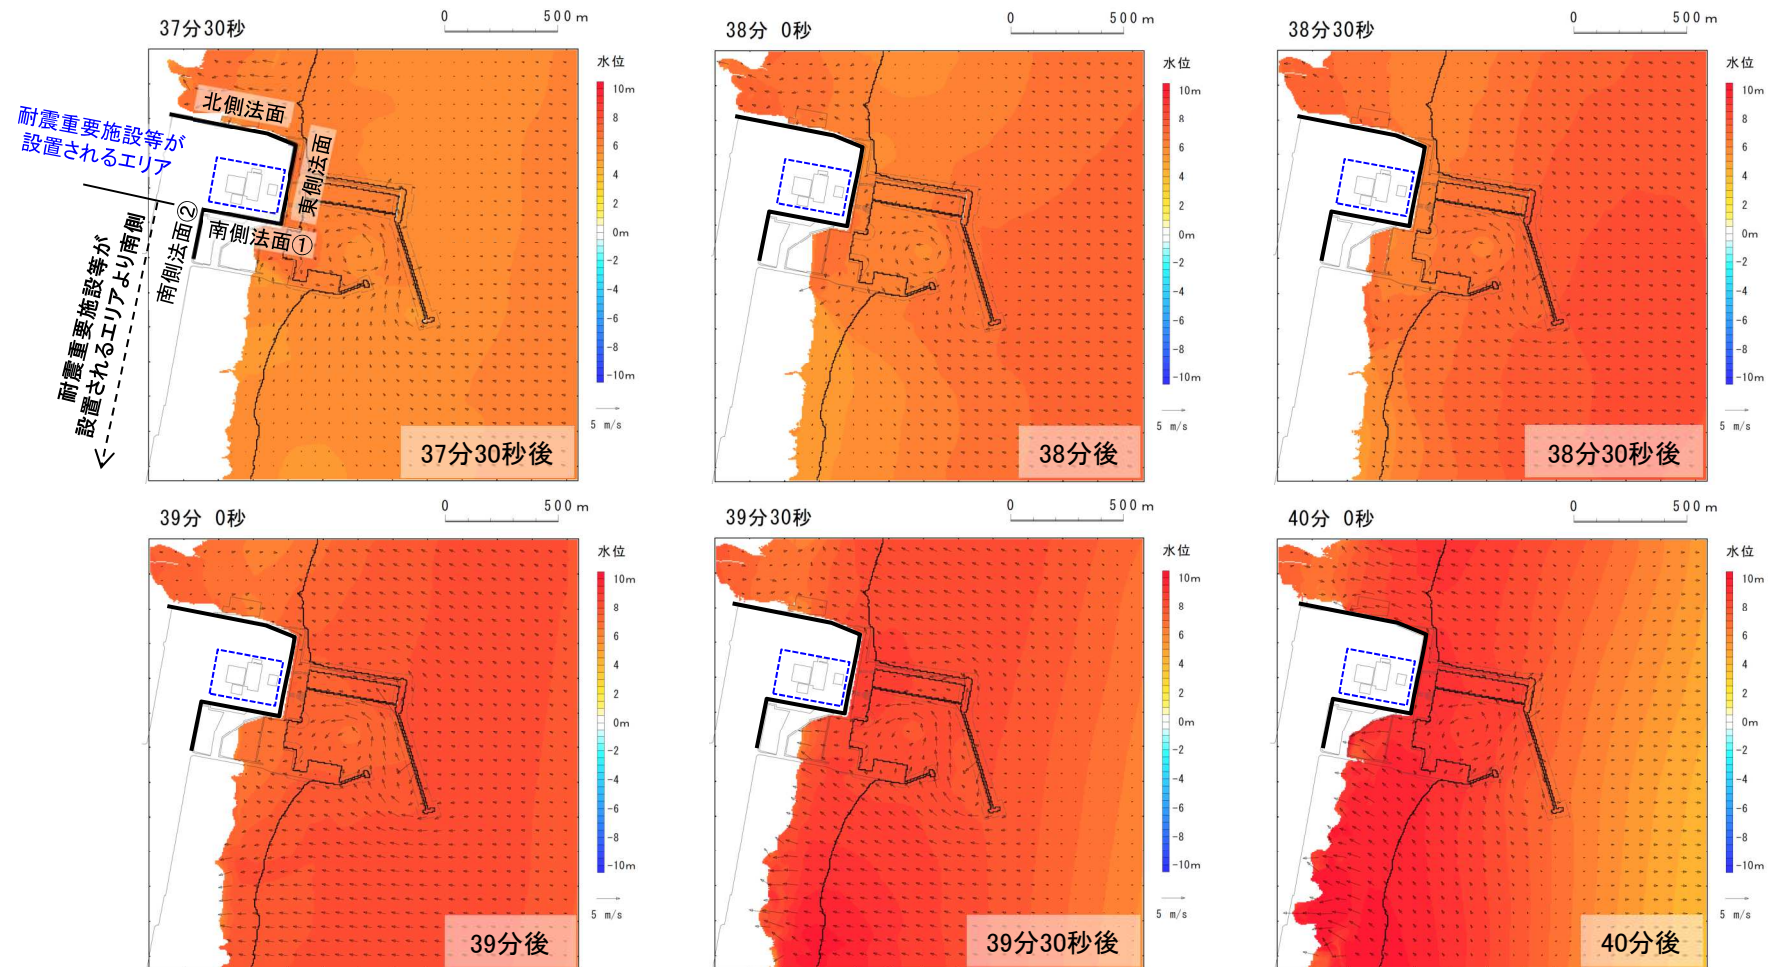 37分30秒
0 500m
水位
10m
8
6
4
2
0m
-2
-4
-6
-8
-10m
5 m/s
北側法面
東側法面
南側法面①
南側法面②
耐震重要施設等が
設置されるエリア
耐震重要施設等が
設置されるエリアより南側
37分30秒後
38分 0秒
0 500m
水位
10m
8
6
4
2
0m
-2
-4
-6
-8
-10m
5 m/s
38分後
38分30秒
0 500m
水位
10m
8
6
4
2
0m
-2
-4
-6
-8
-10m
5 m/s
38分30秒後
39分 0秒
0 500m
水位
10m
8
6
4
2
0m
-2
-4
-6
-8
-10m
5 m/s
39分後
39分30秒
0 500m
水位
10m
8
6
4
2
0m
-2
-4
-6
-8
-10m
5 m/s
39分30秒後
40分 0秒
0 500m
水位
10m
8
6
4
2
0m
-2
-4
-6
-8
-10m
5 m/s
40分後